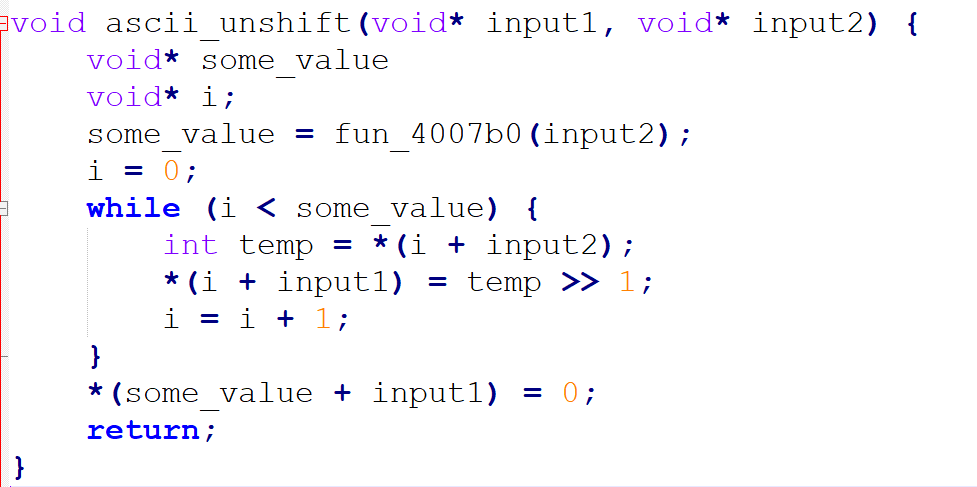 void ascii_unshift(void* input1, void* input2) {
void* some_value
void* i;
some_value = fun_4007b0(input2);
i = 0;
while (i < some_value) {
int temp = *(i + input2);
*(i + input1) = temp >> 1;
i = i + 1;
}
*(some_value + input1) = 0;
return;
}